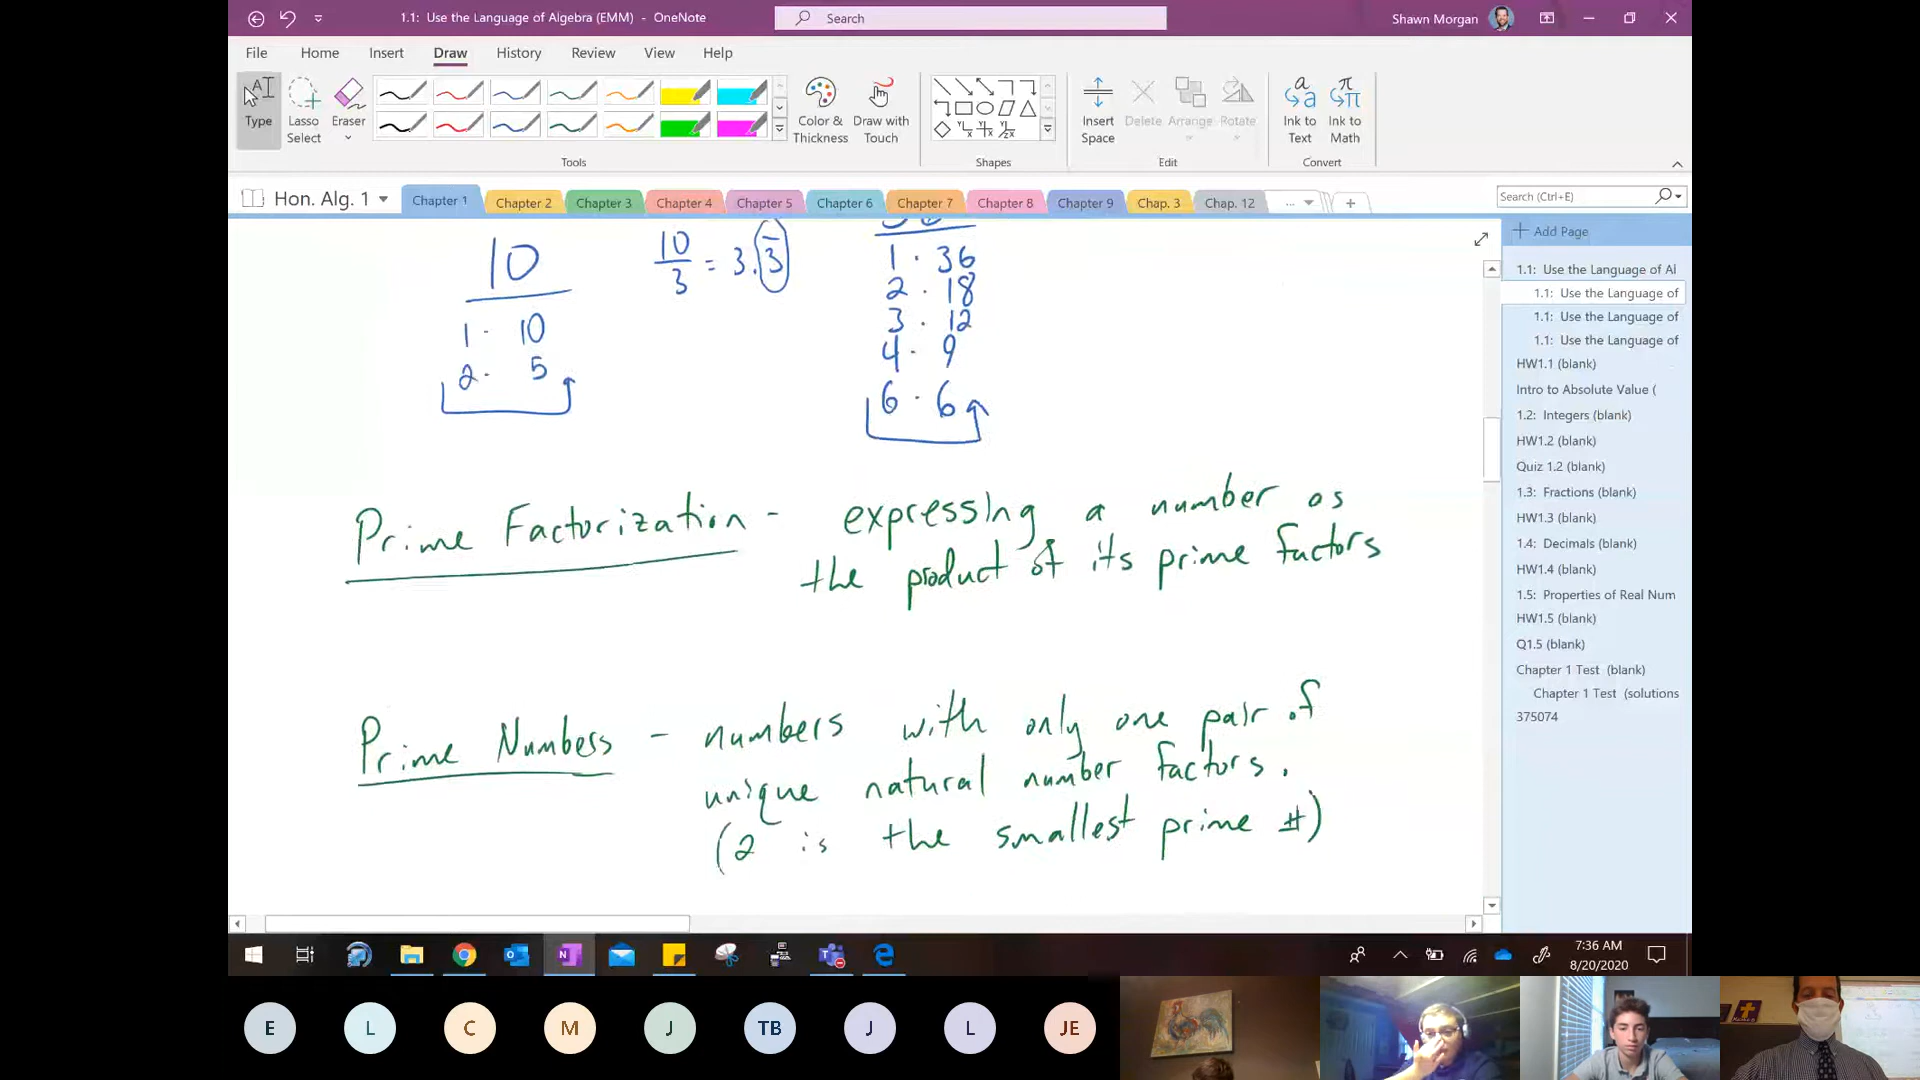 1.1: Use the Language of Algebra (EMM) - OneNote
Search
Shawn Morgan
File Home Insert Draw History Review View Help
Type
Lasso Select
Eraser
Color & Thickness
Draw with Touch
Insert Space
Delete
Arrange
Rotate
Ink to Text
Ink to Math
Tools
Shapes
Edit
Convert
Hon. Alg. 1
Chapter 1 Chapter 2 Chapter 3 Chapter 4 Chapter 5 Chapter 6 Chapter 7 Chapter 8 Chapter 9 Chap. 3 Chap. 12 ...
Search (Ctrl+E)
Add Page
1.1: Use the Language of Al
1.1: Use the Language of
1.1: Use the Language of
1.1: Use the Language of
HW1.1 (blank)
Intro to Absolute Value (
1.2: Integers (blank)
HW1.2 (blank)
Quiz 1.2 (blank)
1.3: Fractions (blank)
HW1.3 (blank)
1.4: Decimals (blank)
HW1.4 (blank)
1.5: Properties of Real Num
HW1.5 (blank)
Q1.5 (blank)
Chapter 1 Test (blank)
Chapter 1 Test (solutions
375074
10
1 · 10
2 · 5
10/3 = 3.3̅
1 · 36
2 · 18
3 · 12
4 · 9
6 · 6
Prime Factorization - expressing a number as
the product of its prime factors
Prime Numbers - numbers with only one pair of
unique natural number factors.
(2 is the smallest prime #)
7:36 AM
8/20/2020
E L C M J TB J L JE